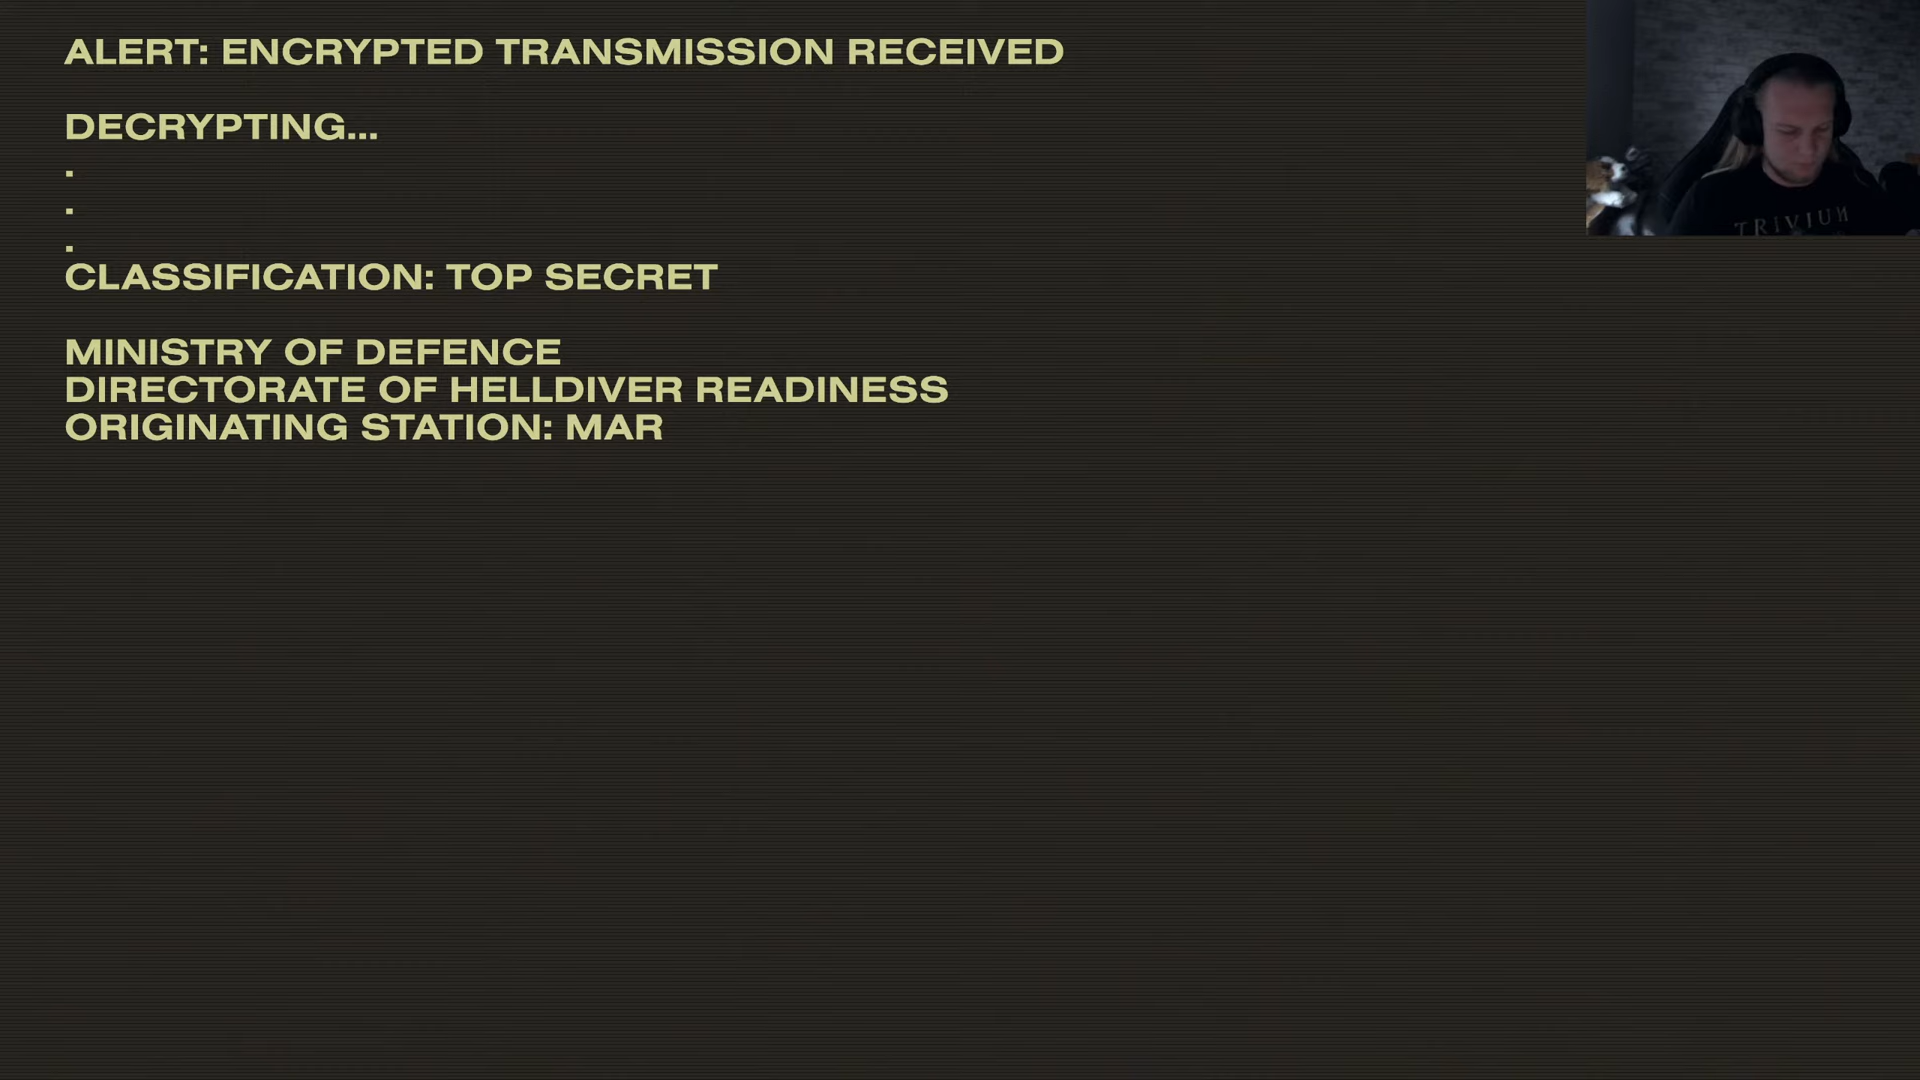 ALERT: ENCRYPTED TRANSMISSION RECEIVED
DECRYPTING...
.
.
.
CLASSIFICATION: TOP SECRET
MINISTRY OF DEFENCE
DIRECTORATE OF HELLDIVER READINESS
ORIGINATING STATION: MAR
TRIVIUM